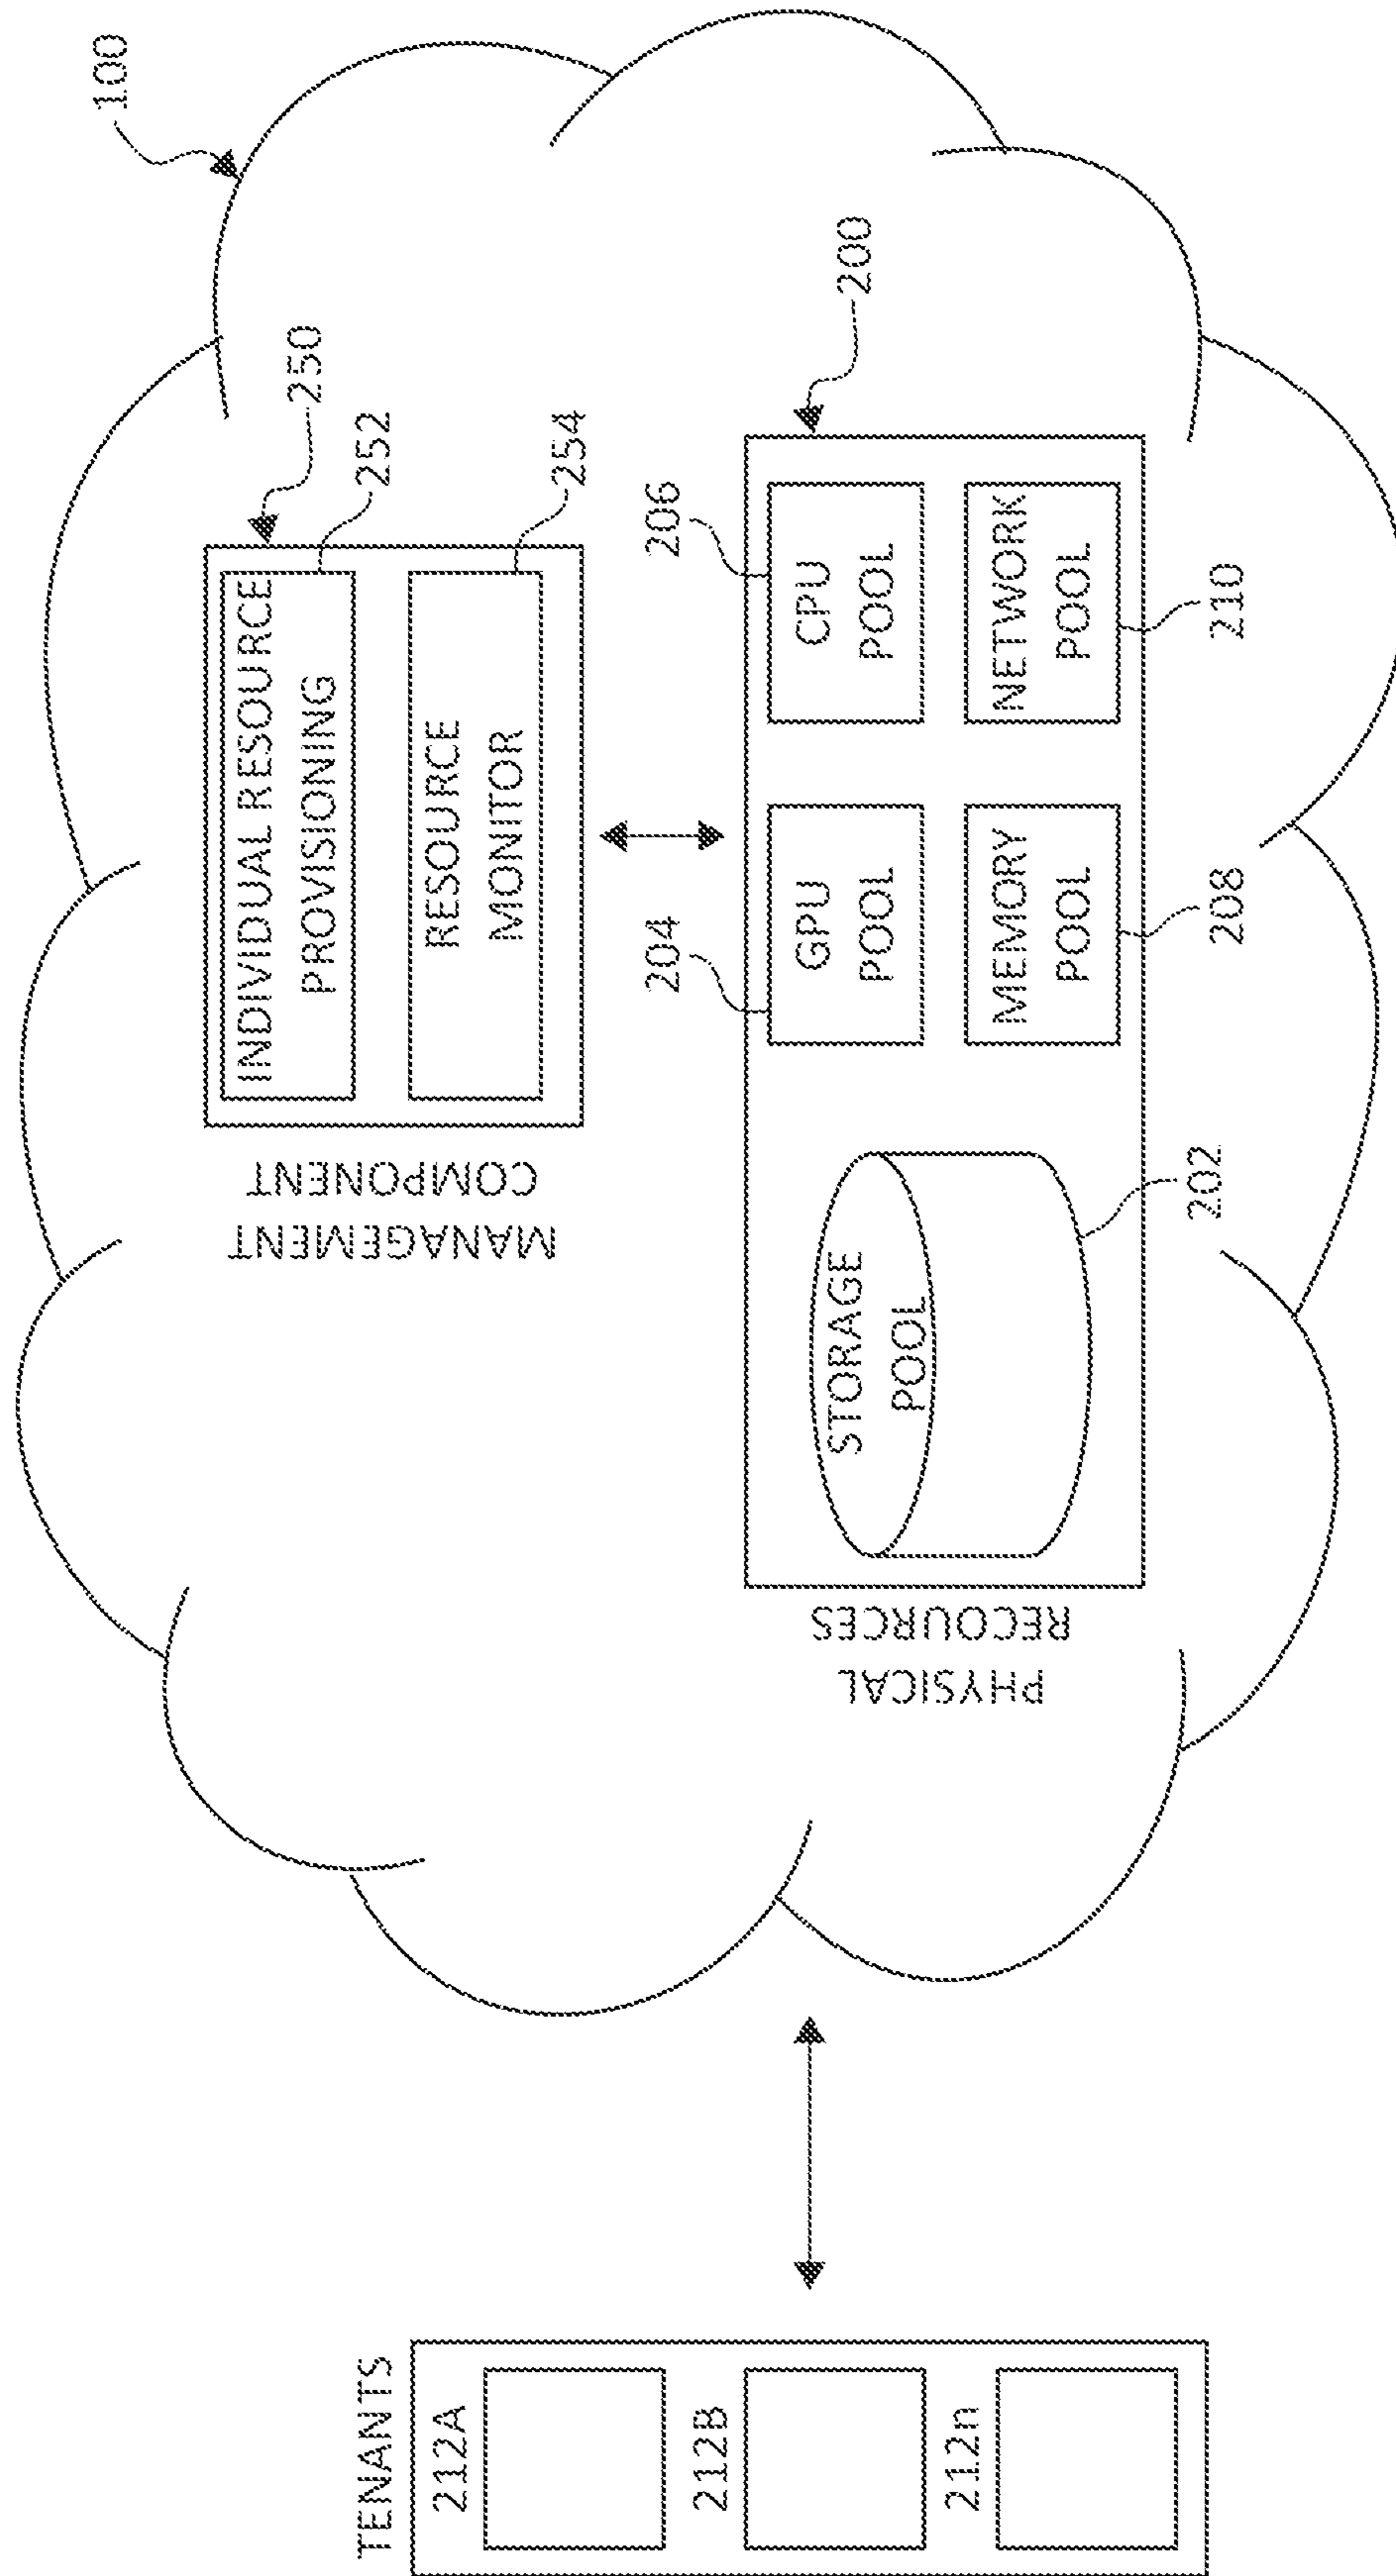 100
250
INDIVIDUAL RESOURCE
PROVISIONING
252
RESOURCE
MONITOR
254
MANAGEMENT
COMPONENT
200
204
206
GPU
POOL
CPU
POOL
STORAGE
POOL
MEMORY
POOL
NETWORK
POOL
202
208
210
PHYSICAL
RECOURCES
TENANTS
212A
212B
212n